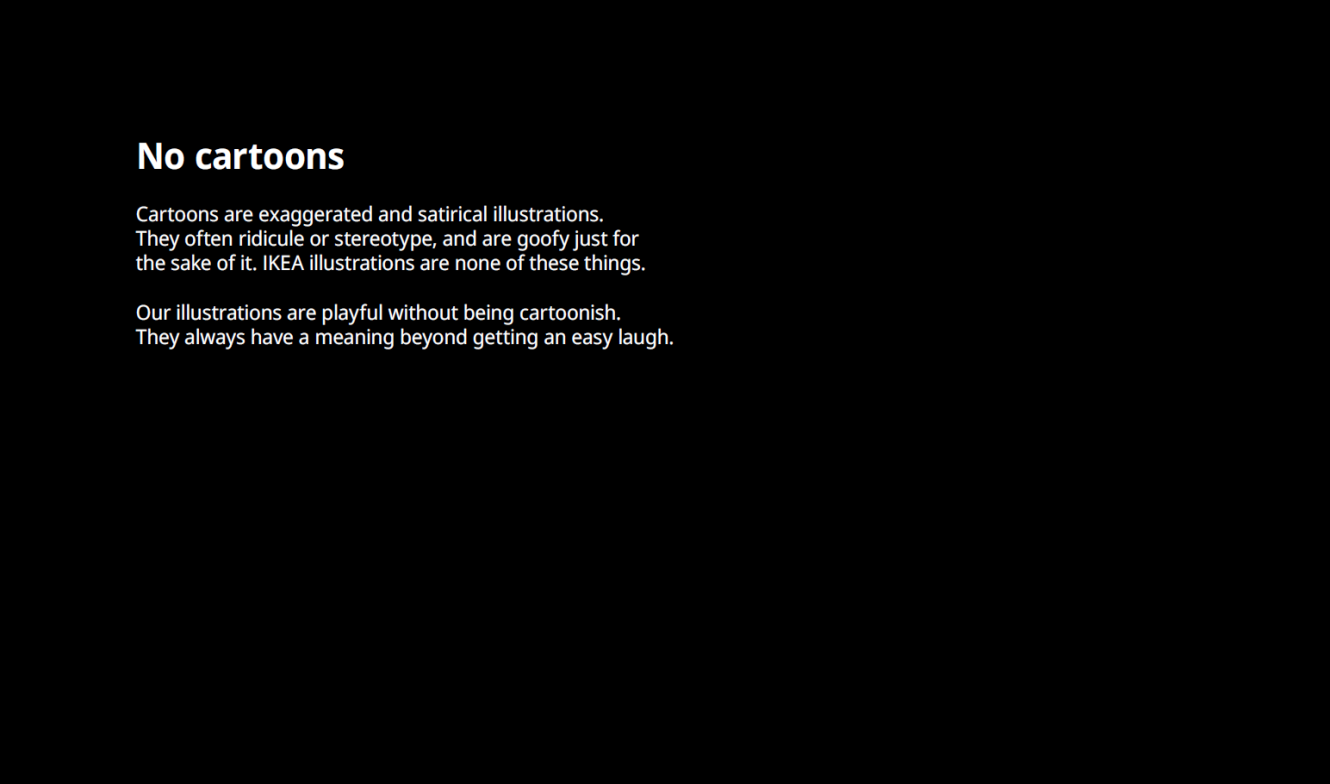 No cartoons
Cartoons are exaggerated and satirical illustrations.
They often ridicule or stereotype, and are goofy just for
the sake of it. IKEA illustrations are none of these things.
Our illustrations are playful without being cartoonish.
They always have a meaning beyond getting an easy laugh.